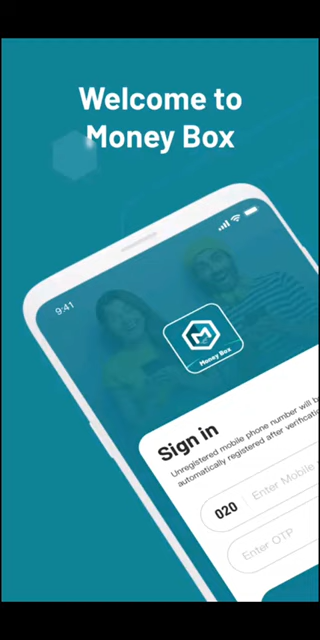 Welcome to
Money Box
9:41
Money Box
Sign in
Unregistered mobile phone number will b
automatically registered after verificatio
020
Enter Mobile
Enter OTP